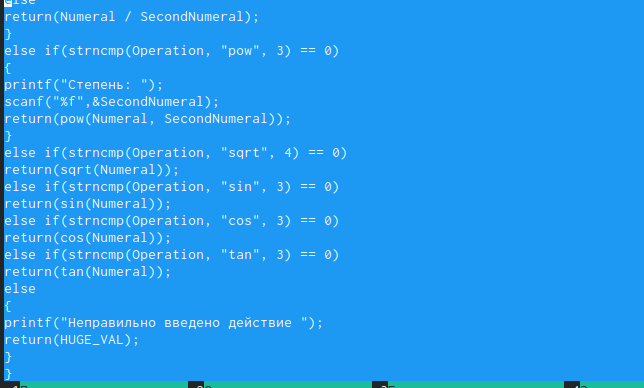 else
return(Numeral / SecondNumeral);
}
else if(strncmp(Operation, "pow", 3) == 0)
{
printf("Степень: ");
scanf("%f",&SecondNumeral);
return(pow(Numeral, SecondNumeral));
}
else if(strncmp(Operation, "sqrt", 4) == 0)
return(sqrt(Numeral));
else if(strncmp(Operation, "sin", 3) == 0)
return(sin(Numeral));
else if(strncmp(Operation, "cos", 3) == 0)
return(cos(Numeral));
else if(strncmp(Operation, "tan", 3) == 0)
return(tan(Numeral));
else
{
printf("Неправильно введено действие ");
return(HUGE_VAL);
}
}